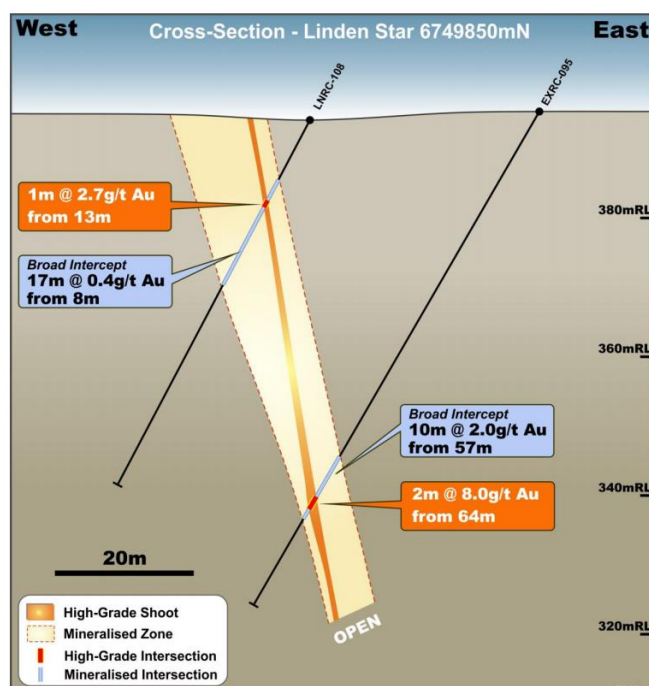 West
Cross-Section - Linden Star 6749850mN
East
LNRC-108
EXRC-095
1m @ 2.7g/t Au
from 13m
380mRL
Broad Intercept
17m @ 0.4g/t Au
from 8m
360mRL
Broad Intercept
10m @ 2.0g/t Au
from 57m
340mRL
2m @ 8.0g/t Au
from 64m
20m
High-Grade Shoot
Mineralised Zone
High-Grade Intersection
Mineralised Intersection
OPEN
320mRL